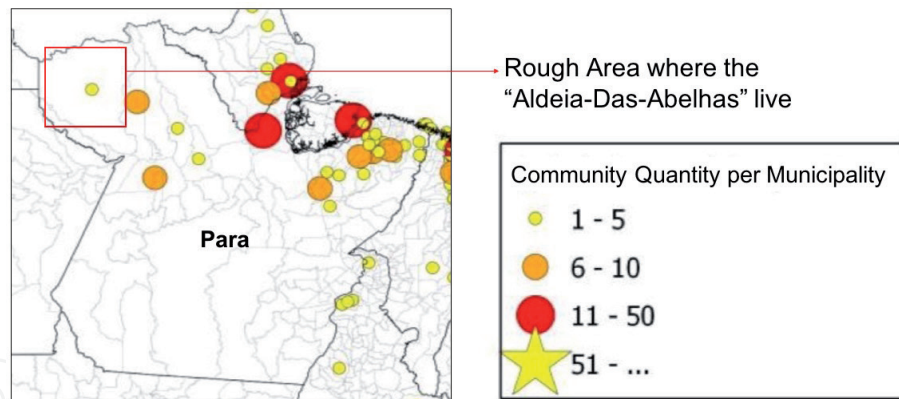 Rough Area where the
“Aldeia-Das-Abelhas” live
Para
Community Quantity per Municipality
1 - 5
6 - 10
11 - 50
51 - ...